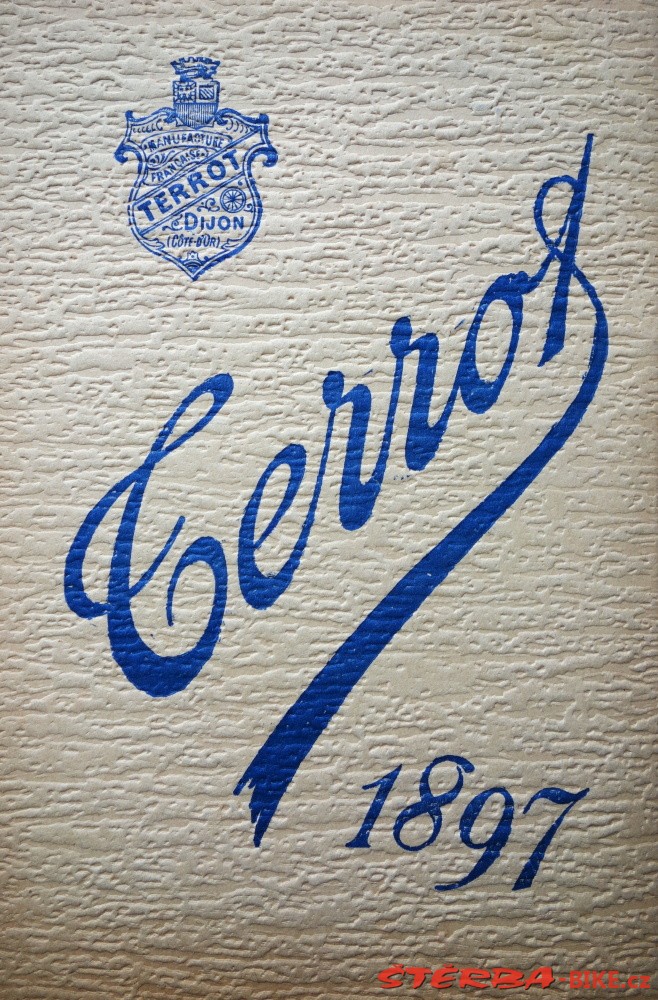 MANUFACTURE
FRANÇAISE
TERROT
DIJON
(CÔTE-D'OR)
Terrot
1897
ŠTĚRBA-BIKE.cz